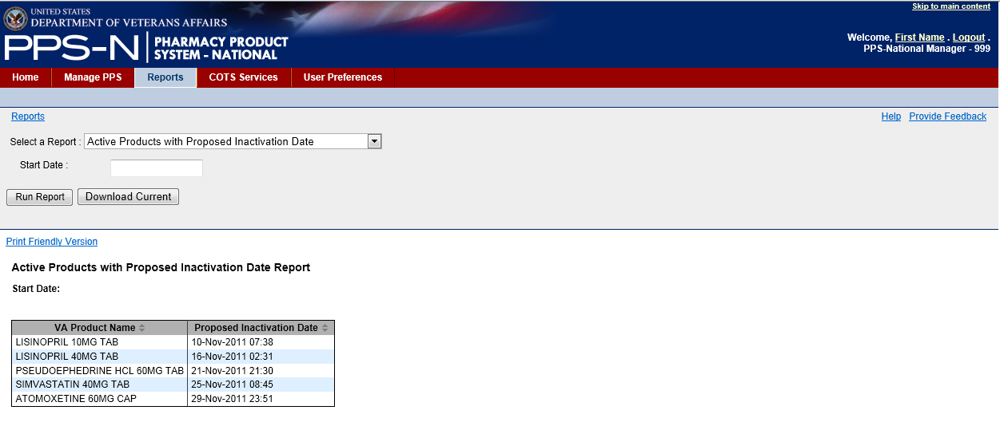 Skip to main content
UNITED STATES
DEPARTMENT OF VETERANS AFFAIRS
PPS-N PHARMACY PRODUCT
SYSTEM - NATIONAL
Welcome, First Name . Logout .
PPS-National Manager - 999
Home Manage PPS Reports COTS Services User Preferences
Reports Help Provide Feedback
Select a Report : Active Products with Proposed Inactivation Date
Start Date :
Run Report Download Current
Print Friendly Version
Active Products with Proposed Inactivation Date Report
Start Date:
VA Product Name Proposed Inactivation Date
LISINOPRIL 10MG TAB 10-Nov-2011 07:38
LISINOPRIL 40MG TAB 16-Nov-2011 02:31
PSEUDOEPHEDRINE HCL 60MG TAB 21-Nov-2011 21:30
SIMVASTATIN 40MG TAB 25-Nov-2011 08:45
ATOMOXETINE 60MG CAP 29-Nov-2011 23:51